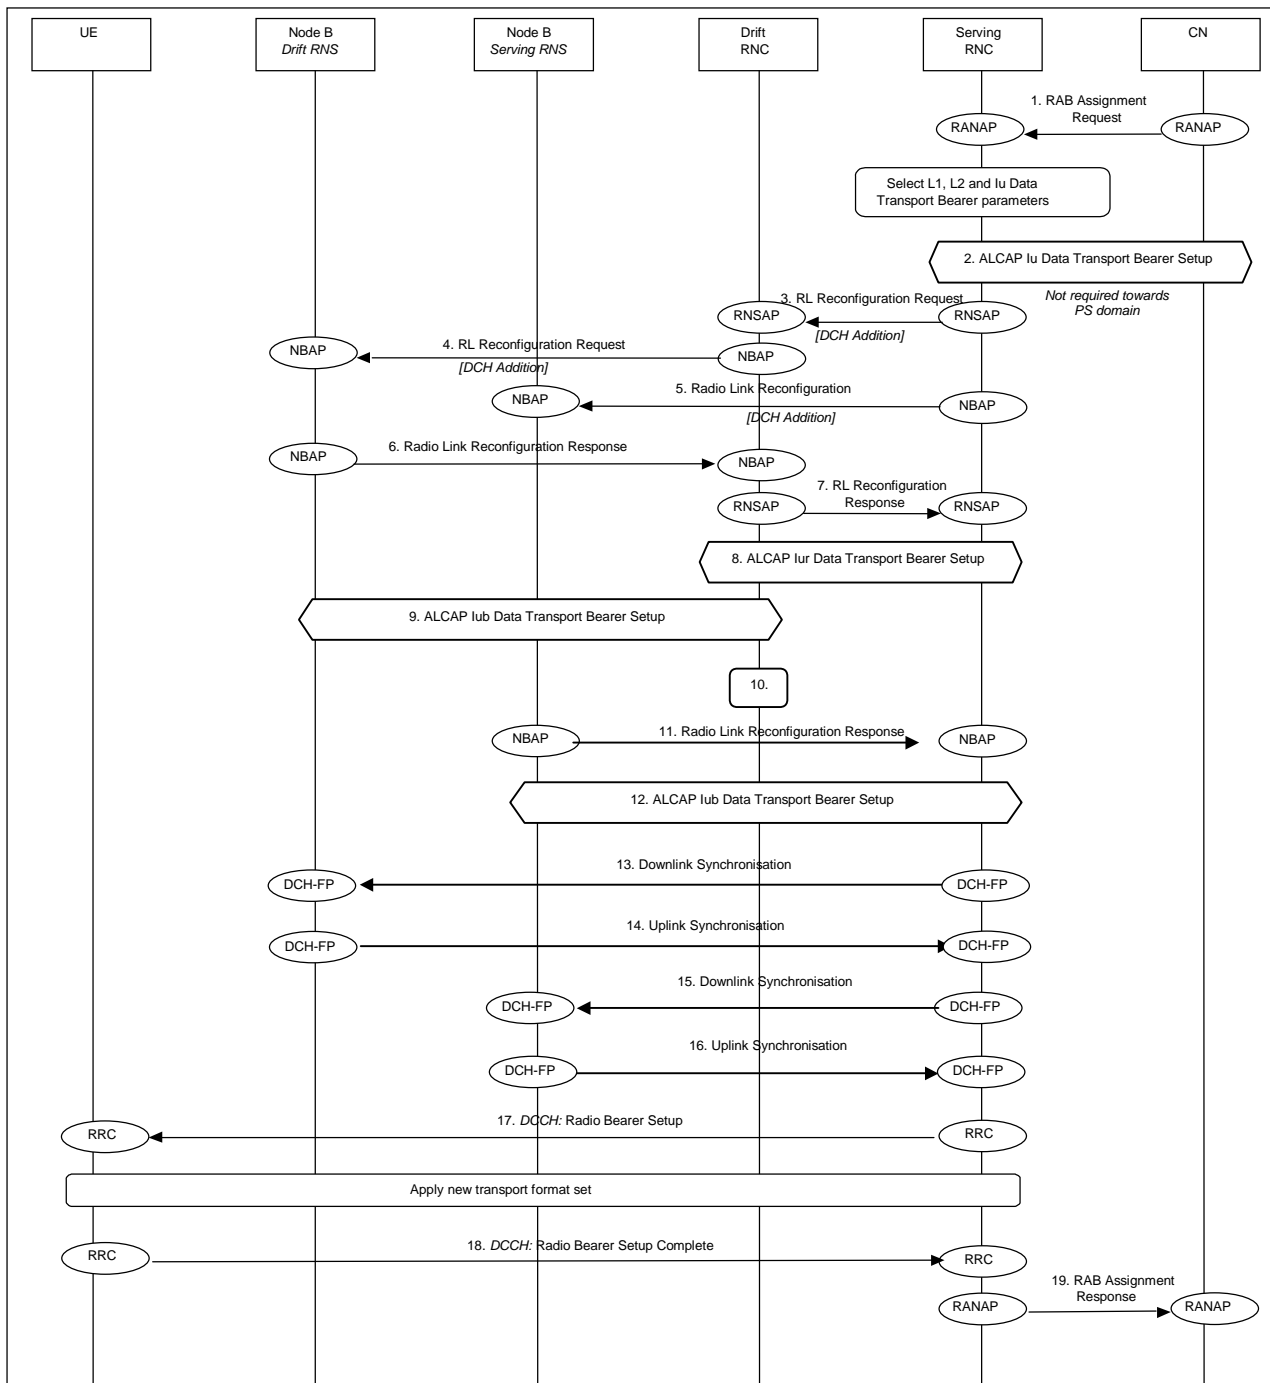 UE
Node B
Drift RNS
Node B
Serving RNS
Drift
RNC
Serving
RNC
CN
1. RAB Assignment
Request
RANAP
RANAP
Select L1, L2 and Iu Data
Transport Bearer parameters
2. ALCAP Iu Data Transport Bearer Setup
Not required towards
PS domain
3. RL Reconfiguration Request
RNSAP
RNSAP
[DCH Addition]
4. RL Reconfiguration Request
NBAP
NBAP
[DCH Addition]
5. Radio Link Reconfiguration
NBAP
NBAP
[DCH Addition]
6. Radio Link Reconfiguration Response
NBAP
NBAP
7. RL Reconfiguration
Response
RNSAP
RNSAP
8. ALCAP Iur Data Transport Bearer Setup
9. ALCAP Iub Data Transport Bearer Setup
10.
11. Radio Link Reconfiguration Response
NBAP
NBAP
12. ALCAP Iub Data Transport Bearer Setup
13. Downlink Synchronisation
DCH-FP
DCH-FP
14. Uplink Synchronisation
DCH-FP
DCH-FP
15. Downlink Synchronisation
DCH-FP
DCH-FP
16. Uplink Synchronisation
DCH-FP
DCH-FP
17. DCCH: Radio Bearer Setup
RRC
RRC
Apply new transport format set
18. DCCH: Radio Bearer Setup Complete
RRC
RRC
19. RAB Assignment
Response
RANAP
RANAP